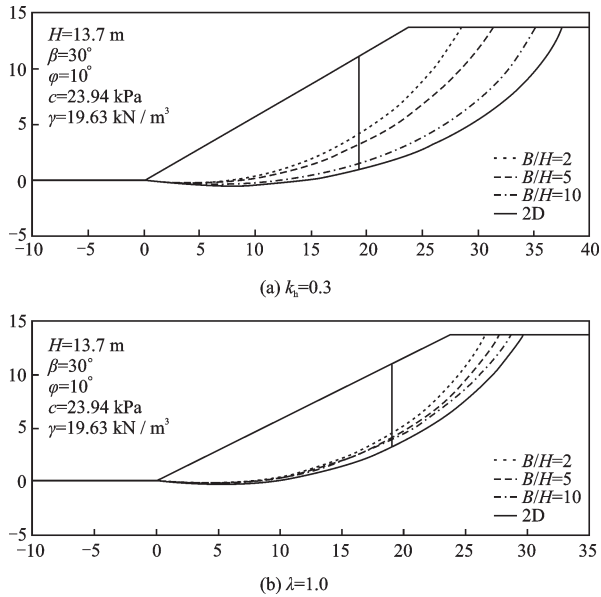 15
10
5
0
−5
H=13.7 m
β=30°
φ=10°
c=23.94 kPa
γ=19.63 kN / m³
B/H=2
B/H=5
B/H=10
2D
−10 −5 0 5 10 15 20 25 30 35 40
(a) kₕ=0.3
15
10
5
0
−5
H=13.7 m
β=30°
φ=10°
c=23.94 kPa
γ=19.63 kN / m³
B/H=2
B/H=5
B/H=10
2D
−10 −5 0 5 10 15 20 25 30 35
(b) λ=1.0